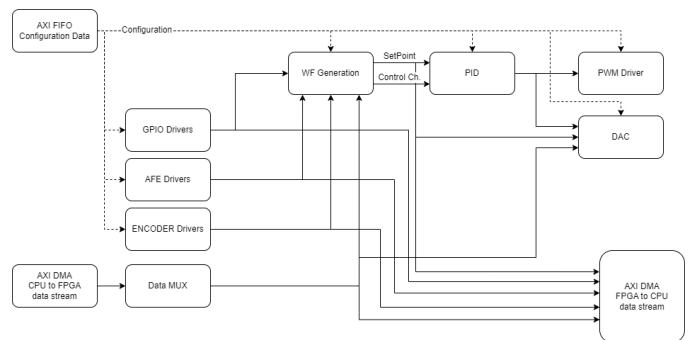 AXI FIFO
Configuration Data
Configuration
SetPoint
WF Generation
Control Ch.
PID
PWM Driver
GPIO Drivers
DAC
AFE Drivers
ENCODER Drivers
AXI DMA
CPU to FPGA
data stream
Data MUX
AXI DMA
FPGA to CPU
data stream